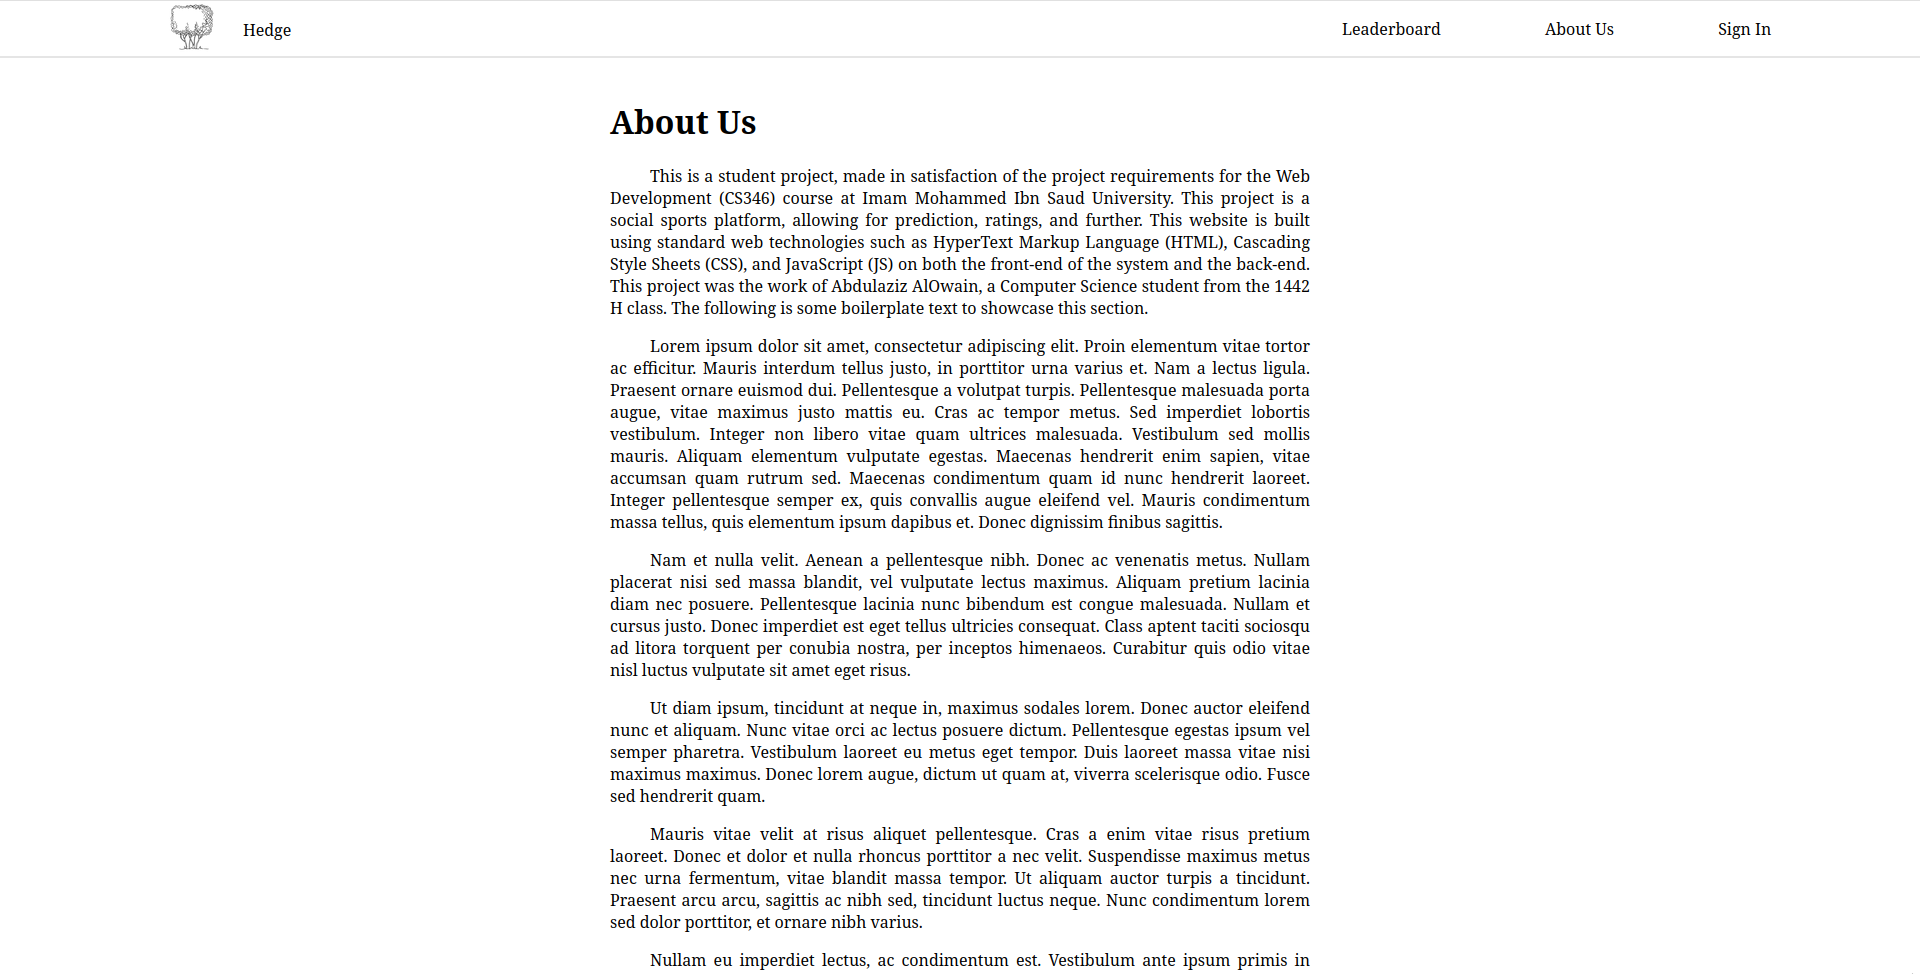 Hedge
Leaderboard
About Us
Sign In
About Us
This is a student project, made in satisfaction of the project requirements for the Web
Development (CS346) course at Imam Mohammed Ibn Saud University. This project is a
social sports platform, allowing for prediction, ratings, and further. This website is built
using standard web technologies such as HyperText Markup Language (HTML), Cascading
Style Sheets (CSS), and JavaScript (JS) on both the front-end of the system and the back-end.
This project was the work of Abdulaziz AlOwain, a Computer Science student from the 1442
H class. The following is some boilerplate text to showcase this section.
Lorem ipsum dolor sit amet, consectetur adipiscing elit. Proin elementum vitae tortor
ac efficitur. Mauris interdum tellus justo, in porttitor urna varius et. Nam a lectus ligula.
Praesent ornare euismod dui. Pellentesque a volutpat turpis. Pellentesque malesuada porta
augue, vitae maximus justo mattis eu. Cras ac tempor metus. Sed imperdiet lobortis
vestibulum. Integer non libero vitae quam ultrices malesuada. Vestibulum sed mollis
mauris. Aliquam elementum vulputate egestas. Maecenas hendrerit enim sapien, vitae
accumsan quam rutrum sed. Maecenas condimentum quam id nunc hendrerit laoreet.
Integer pellentesque semper ex, quis convallis augue eleifend vel. Mauris condimentum
massa tellus, quis elementum ipsum dapibus et. Donec dignissim finibus sagittis.
Nam et nulla velit. Aenean a pellentesque nibh. Donec ac venenatis metus. Nullam
placerat nisi sed massa blandit, vel vulputate lectus maximus. Aliquam pretium lacinia
diam nec posuere. Pellentesque lacinia nunc bibendum est congue malesuada. Nullam et
cursus justo. Donec imperdiet est eget tellus ultricies consequat. Class aptent taciti sociosqu
ad litora torquent per conubia nostra, per inceptos himenaeos. Curabitur quis odio vitae
nisl luctus vulputate sit amet eget risus.
Ut diam ipsum, tincidunt at neque in, maximus sodales lorem. Donec auctor eleifend
nunc et aliquam. Nunc vitae orci ac lectus posuere dictum. Pellentesque egestas ipsum vel
semper pharetra. Vestibulum laoreet eu metus eget tempor. Duis laoreet massa vitae nisi
maximus maximus. Donec lorem augue, dictum ut quam at, viverra scelerisque odio. Fusce
sed hendrerit quam.
Mauris vitae velit at risus aliquet pellentesque. Cras a enim vitae risus pretium
laoreet. Donec et dolor et nulla rhoncus porttitor a nec velit. Suspendisse maximus metus
nec urna fermentum, vitae blandit massa tempor. Ut aliquam auctor turpis a tincidunt.
Praesent arcu arcu, sagittis ac nibh sed, tincidunt luctus neque. Nunc condimentum lorem
sed dolor porttitor, et ornare nibh varius.
Nullam eu imperdiet lectus, ac condimentum est. Vestibulum ante ipsum primis in